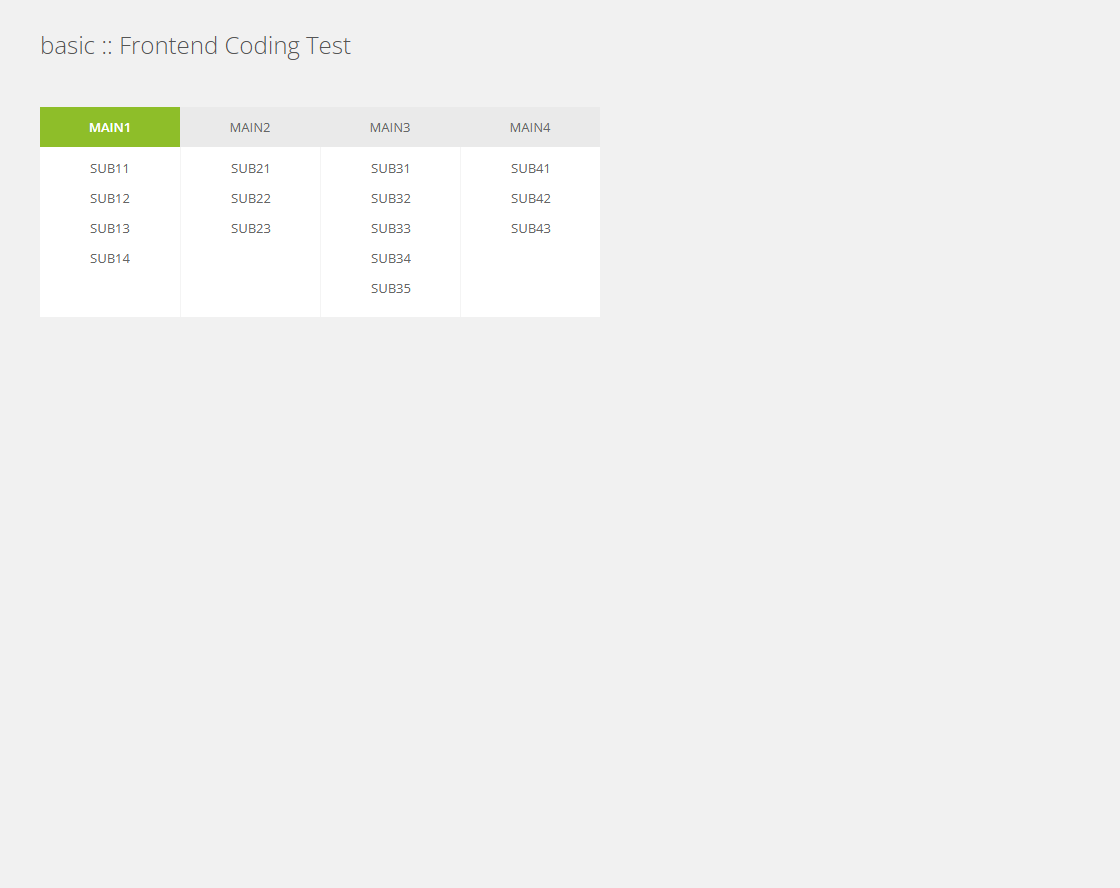 basic :: Frontend Coding Test
MAIN1 MAIN2 MAIN3 MAIN4
SUB11 SUB21 SUB31 SUB41
SUB12 SUB22 SUB32 SUB42
SUB13 SUB23 SUB33 SUB43
SUB14 SUB34
SUB35